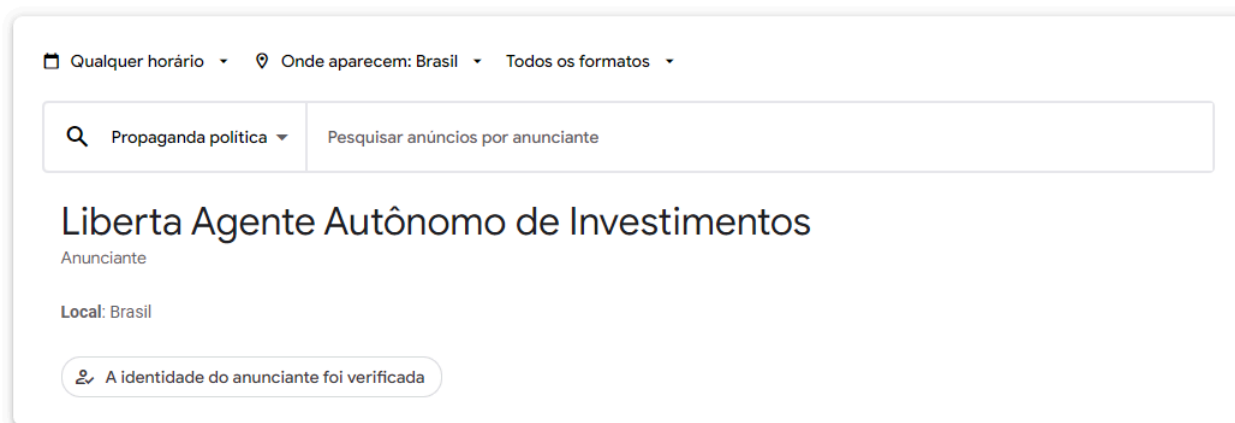 Qualquer horário Onde aparecem: Brasil Todos os formatos
Propaganda política Pesquisar anúncios por anunciante
Liberta Agente Autônomo de Investimentos
Anunciante
Local: Brasil
A identidade do anunciante foi verificada